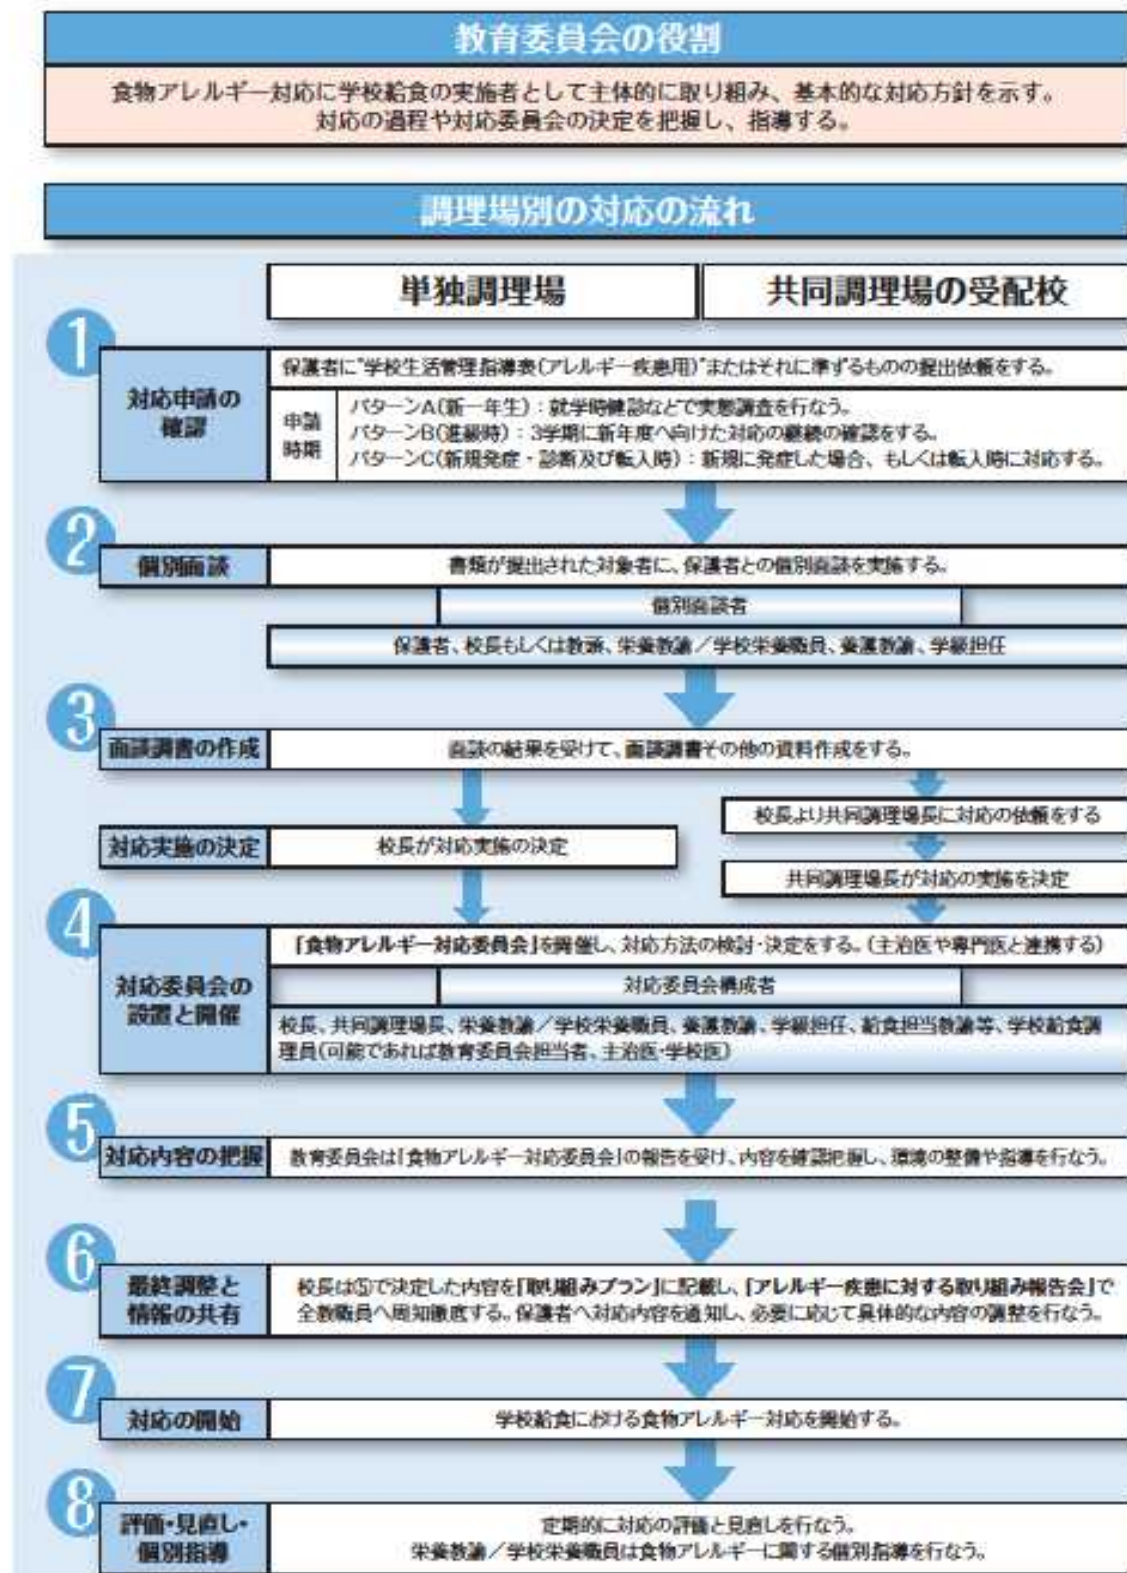 教育委員会の役割
食物アレルギー対応に学校給食の実施者として主体的に取り組み、基本的な対応方針を示す。
対応の過程や対応委員会の決定を把握し、指導する。
調理場別の対応の流れ
単独調理場
共同調理場の受配校
1
対応申請の
確認
保護者に"学校生活管理指導表(アレルギー疾患用)"またはそれに準ずるものの提出依頼をする。
申請
時期
パターンA(新一年生):就学時健診などで実態調査を行なう。
パターンB(進級時):3学期に新年度へ向けた対応の継続の確認をする。
パターンC(新規発症・診断及び転入時):新規に発症した場合、もしくは転入時に対応する。
2
個別面談
書類が提出された対象者に、保護者との個別面談を実施する。
個別面談者
保護者、校長もしくは教頭、栄養教諭/学校栄養職員、養護教諭、学級担任
3
面談調書の作成
面談の結果を受けて、面談調書その他の資料作成をする。
校長より共同調理場長に対応の依頼をする
対応実施の決定
校長が対応実施の決定
共同調理場長が対応の実施を決定
4
対応委員会の
設置と開催
「食物アレルギー対応委員会」を開催し、対応方法の検討・決定をする。(主治医や専門医と連携する)
対応委員会構成者
校長、共同調理場長、栄養教諭/学校栄養職員、養護教諭、学級担任、給食担当教諭等、学校給食調
理員(可能であれば教育委員会担当者、主治医・学校医)
5
対応内容の把握
教育委員会は「食物アレルギー対応委員会」の報告を受け、内容を確認把握し、環境の整備や指導を行なう。
6
最終調整と
情報の共有
校長は⑤で決定した内容を「取り組みプラン」に記載し、「アレルギー疾患に対する取り組み報告会」で
全教職員へ周知徹底する。保護者へ対応内容を通知し、必要に応じて具体的な内容の調整を行なう。
7
対応の開始
学校給食における食物アレルギー対応を開始する。
8
評価・見直し・
個別指導
定期的に対応の評価と見直しを行なう。
栄養教諭/学校栄養職員は食物アレルギーに関する個別指導を行なう。